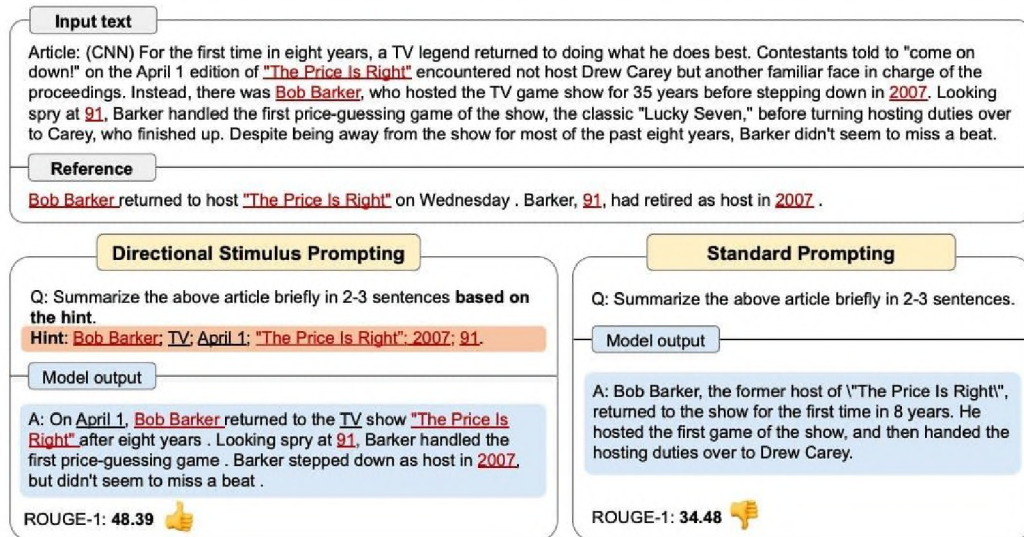 Input text
Article: (CNN) For the first time in eight years, a TV legend returned to doing what he does best. Contestants told to "come on
down!" on the April 1 edition of "The Price Is Right" encountered not host Drew Carey but another familiar face in charge of the
proceedings. Instead, there was Bob Barker, who hosted the TV game show for 35 years before stepping down in 2007. Looking
spry at 91, Barker handled the first price-guessing game of the show, the classic "Lucky Seven," before turning hosting duties over
to Carey, who finished up. Despite being away from the show for most of the past eight years, Barker didn't seem to miss a beat.
Reference
Bob Barker returned to host "The Price Is Right" on Wednesday . Barker, 91, had retired as host in 2007 .
Directional Stimulus Prompting
Q: Summarize the above article briefly in 2-3 sentences based on
the hint.
Hint: Bob Barker; TV; April 1; "The Price Is Right"; 2007; 91.
Model output
A: On April 1, Bob Barker returned to the TV show "The Price Is
Right" after eight years . Looking spry at 91, Barker handled the
first price-guessing game . Barker stepped down as host in 2007,
but didn't seem to miss a beat .
ROUGE-1: 48.39
Standard Prompting
Q: Summarize the above article briefly in 2-3 sentences.
Model output
A: Bob Barker, the former host of \"The Price Is Right\",
returned to the show for the first time in 8 years. He
hosted the first game of the show, and then handed the
hosting duties over to Drew Carey.
ROUGE-1: 34.48